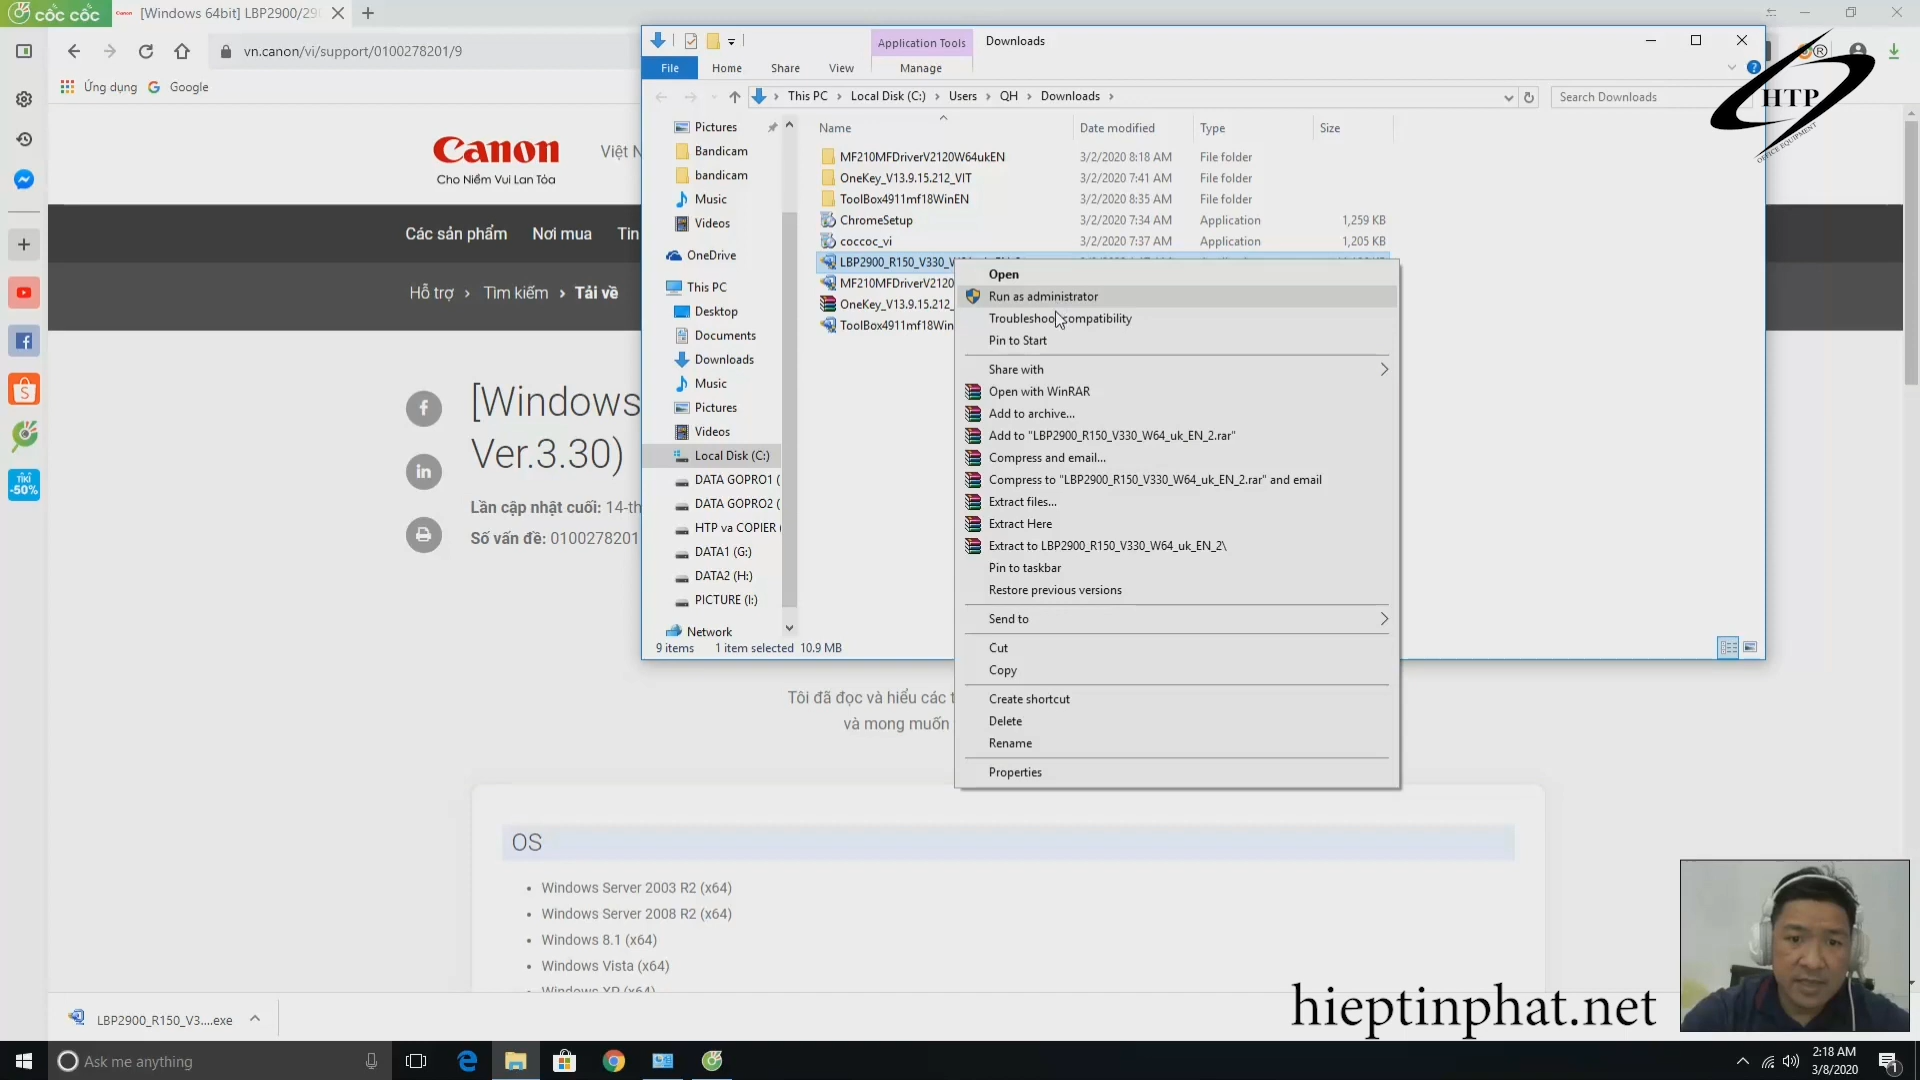 cốc cốc
[Windows 64bit] LBP2900/290
vn.canon/vi/support/0100278201/9
Ứng dụng
Google
Canon
Cho Niềm Vui Lan Tỏa
Việt N
Các sản phẩm
Nơi mua
Tin
Hỗ trợ
Tìm kiếm
Tải về
[Windows
Ver.3.30)
Lần cập nhật cuối: 14-th
Số vấn đề: 0100278201
Tôi đã đọc và hiểu các t
và mong muốn
OS
Windows Server 2003 R2 (x64)
Windows Server 2008 R2 (x64)
Windows 8.1 (x64)
Windows Vista (x64)
Windows XP (x64)
TIKI
-50%
Application Tools
Downloads
File
Home
Share
View
Manage
This PC
Local Disk (C:)
Users
QH
Downloads
Search Downloads
Pictures
Bandicam
bandicam
Music
Videos
OneDrive
This PC
Desktop
Documents
Downloads
Music
Pictures
Videos
Local Disk (C:)
DATA GOPRO1 (
DATA GOPRO2 (
HTP va COPIER (
DATA1 (G:)
DATA2 (H:)
PICTURE (I:)
Network
Name
Date modified
Type
Size
MF210MFDriverV2120W64ukEN 3/2/2020 8:18 AM File folder
OneKey_V13.9.15.212_VIT 3/2/2020 7:41 AM File folder
ToolBox4911mf18WinEN 3/2/2020 8:35 AM File folder
ChromeSetup 3/2/2020 7:34 AM Application 1,259 KB
coccoc_vi 3/2/2020 7:37 AM Application 1,205 KB
LBP2900_R150_V330_W
MF210MFDriverV2120
OneKey_V13.9.15.212_
ToolBox4911mf18Win
9 items
1 item selected 10.9 MB
Open
Run as administrator
Troubleshoot compatibility
Pin to Start
Share with
Open with WinRAR
Add to archive...
Add to "LBP2900_R150_V330_W64_uk_EN_2.rar"
Compress and email...
Compress to "LBP2900_R150_V330_W64_uk_EN_2.rar" and email
Extract files...
Extract Here
Extract to LBP2900_R150_V330_W64_uk_EN_2\
Pin to taskbar
Restore previous versions
Send to
Cut
Copy
Create shortcut
Delete
Rename
Properties
HTP
®
OFFICE EQUIPMENT
hieptinphat.net
LBP2900_R150_V3....exe
Ask me anything
2:18 AM
3/8/2020
1